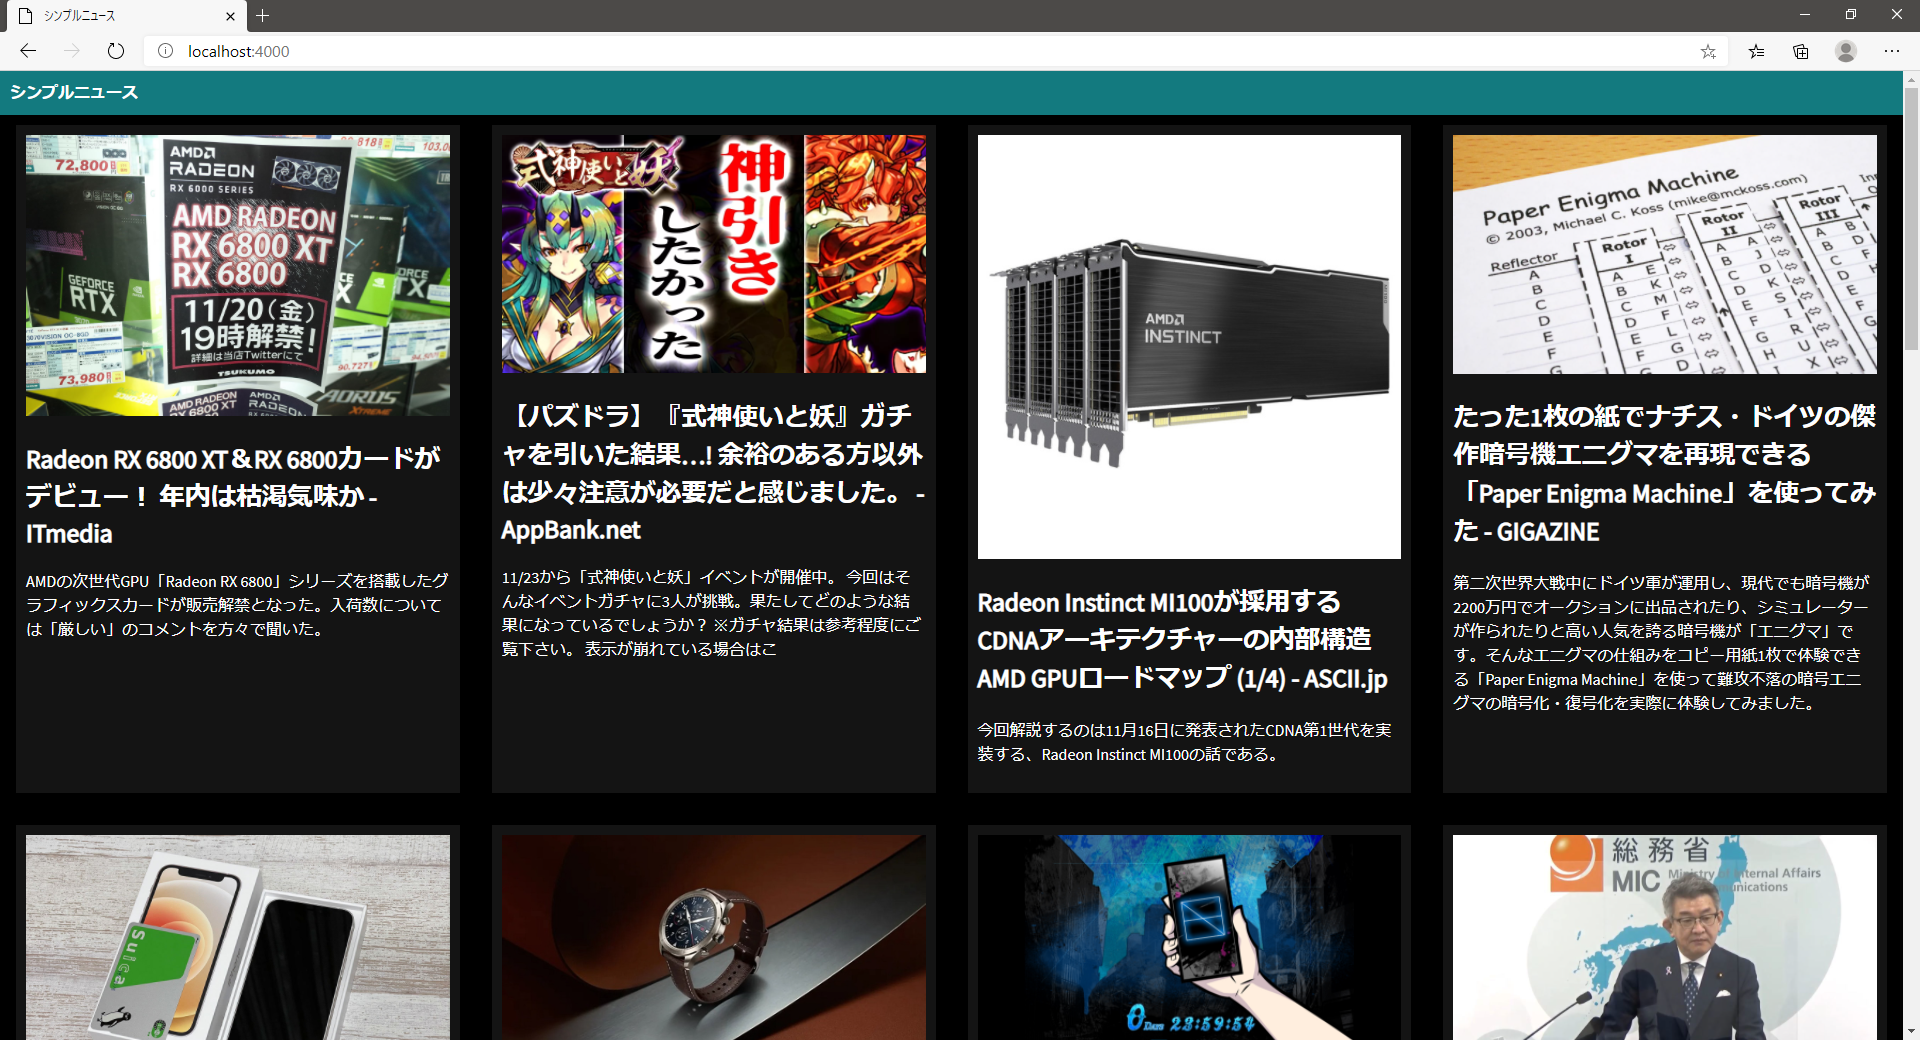 シンプルニュース
localhost:4000
シンプルニュース
72,800
818
103,0
AMD
RADEON
RX 6000 SERIES
AMD RADEON
RX 6800 XT
RX 6800
11/20(金)
19時解禁!
詳細は当店Twitterにて
TSUKUMO
GEFORCE
RTX
73,980
90,727
AORUS
XTREME
AMD RADEON
RX 6800 XT
AMD
RADEON
Radeon RX 6800 XT&RX 6800カードが
デビュー! 年内は枯渇気味か -
ITmedia
AMDの次世代GPU「Radeon RX 6800」シリーズを搭載したグ
ラフィックスカードが販売解禁となった。入荷数について
は「厳しい」のコメントを方々で聞いた。
式神使いと妖
神引き
したかった
【パズドラ】『式神使いと妖』ガチ
ャを引いた結果…! 余裕のある方以外
は少々注意が必要だと感じました。 -
AppBank.net
11/23から「式神使いと妖」イベントが開催中。 今回はそ
んなイベントガチャに3人が挑戦。果たしてどのような結
果になっているでしょうか? ※ガチャ結果は参考程度にご
覧下さい。 表示が崩れている場合はこ
AMD
INSTINCT
Radeon Instinct MI100が採用する
CDNAアーキテクチャーの内部構造
AMD GPUロードマップ (1/4) - ASCII.jp
今回解説するのは11月16日に発表されたCDNA第1世代を実
装する、Radeon Instinct MI100の話である。
Paper Enigma Machine
© 2003, Michael C. Koss (mike@mckoss.com)
Reflector
A
B
C
D
E
F
G
Rotor
I
Rotor
II
Rotor
III
たった1枚の紙でナチス・ドイツの傑
作暗号機エニグマを再現できる
「Paper Enigma Machine」を使ってみ
た - GIGAZINE
第二次世界大戦中にドイツ軍が運用し、現代でも暗号機が
2200万円でオークションに出品されたり、シミュレーター
が作られたりと高い人気を誇る暗号機が「エニグマ」で
す。そんなエニグマの仕組みをコピー用紙1枚で体験でき
る「Paper Enigma Machine」を使って難攻不落の暗号エニ
グマの暗号化・復号化を実際に体験してみました。
Suica
0 DAYS 23:59:54
総務省
MIC Ministry of Internal Affairs